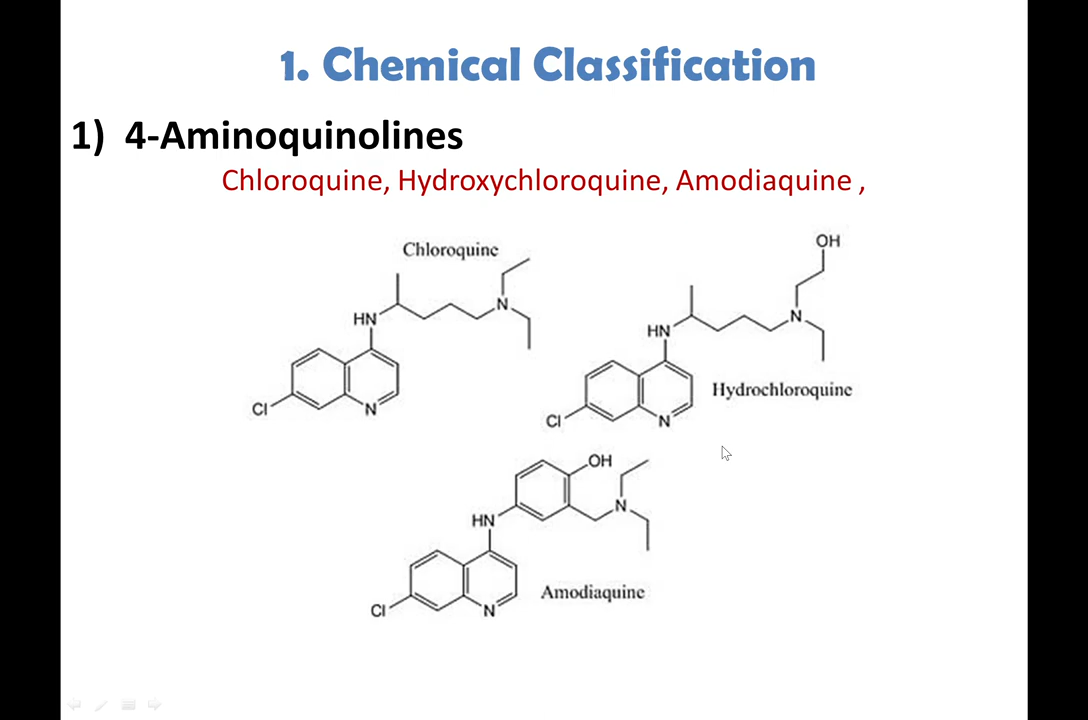 1. Chemical Classification
1) 4-Aminoquinolines
Chloroquine, Hydroxychloroquine, Amodiaquine ,
Chloroquine
HN
N
Cl
N
OH
HN
N
Hydrochloroquine
Cl
N
OH
HN
N
Amodiaquine
Cl
N